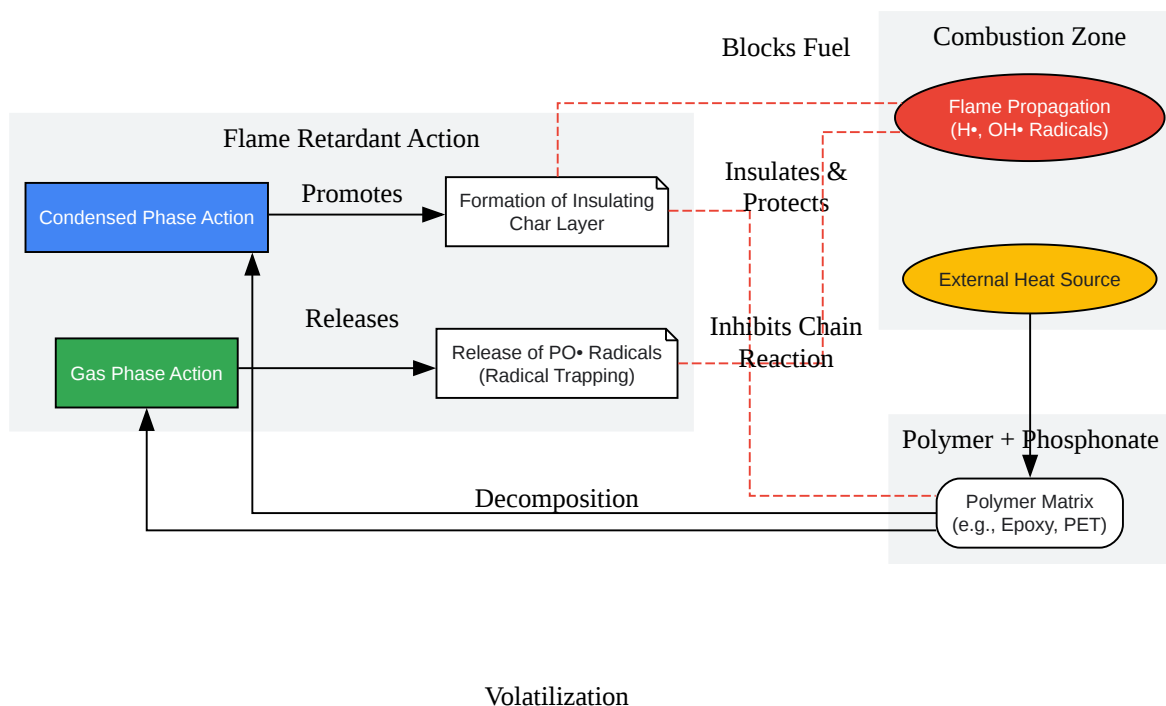 Blocks Fuel
Combustion Zone
Flame Propagation
(H•, OH• Radicals)
Flame Retardant Action
Insulates &
Protects
Promotes
Condensed Phase Action
Formation of Insulating
Char Layer
External Heat Source
Releases
Inhibits Chain
Reaction
Gas Phase Action
Release of PO• Radicals
(Radical Trapping)
Polymer + Phosphonate
Decomposition
Polymer Matrix
(e.g., Epoxy, PET)
Volatilization